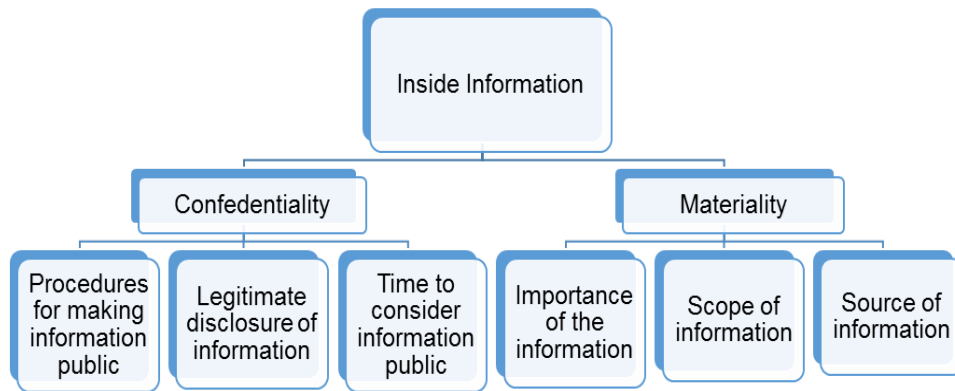 Inside Information
Confedentiality
Materiality
Procedures
for making
information
public
Legitimate
disclosure of
information
Time to
consider
information
public
Importance
of the
information
Scope of
information
Source of
information